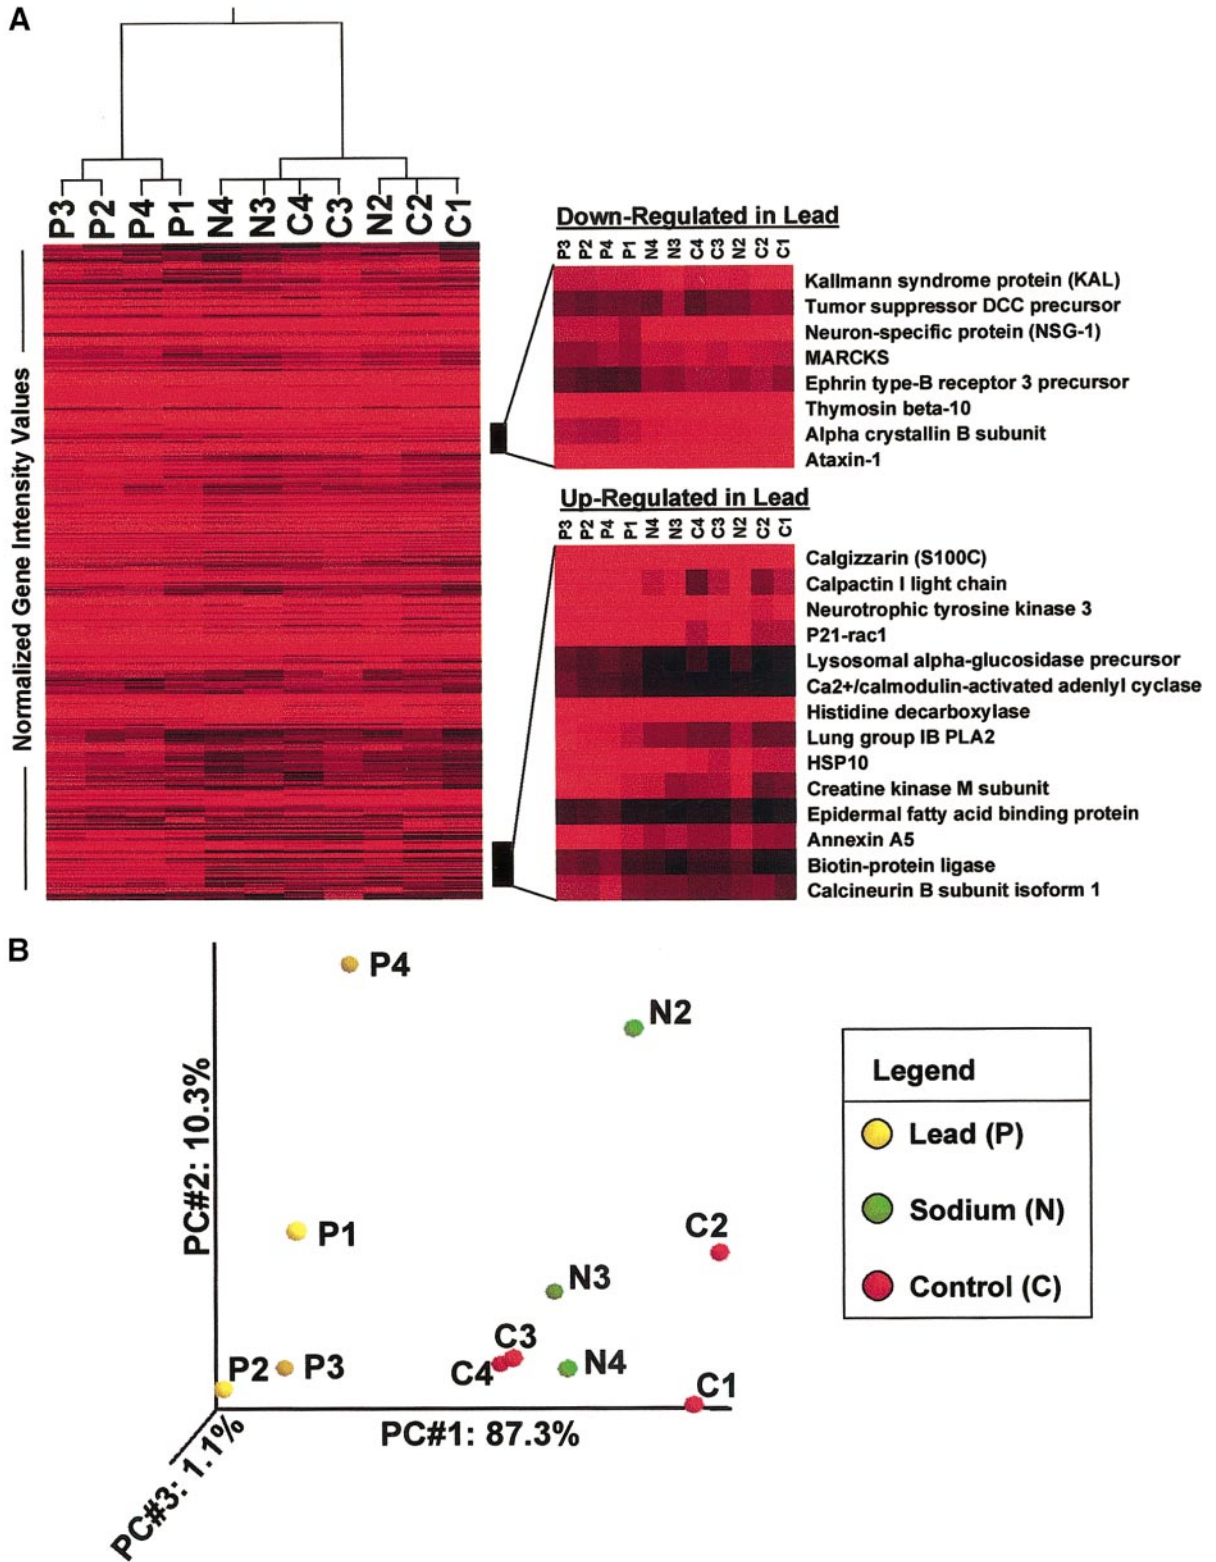 A
P3 P2 P4 P1 N4 N3 C4 C3 N2 C2 C1
Normalized Gene Intensity Values
Down-Regulated in Lead
P3 P2 P4 P1 N4 N3 C4 C3 N2 C2 C1
Kallmann syndrome protein (KAL)
Tumor suppressor DCC precursor
Neuron-specific protein (NSG-1)
MARCKS
Ephrin type-B receptor 3 precursor
Thymosin beta-10
Alpha crystallin B subunit
Ataxin-1
Up-Regulated in Lead
P3 P2 P4 P1 N4 N3 C4 C3 N2 C2 C1
Calgizzarin (S100C)
Calpactin I light chain
Neurotrophic tyrosine kinase 3
P21-rac1
Lysosomal alpha-glucosidase precursor
Ca2+/calmodulin-activated adenlyl cyclase
Histidine decarboxylase
Lung group IB PLA2
HSP10
Creatine kinase M subunit
Epidermal fatty acid binding protein
Annexin A5
Biotin-protein ligase
Calcineurin B subunit isoform 1
B
P4
N2
P1
C2
N3
C3
C4
N4
P2
P3
C1
PC#2: 10.3%
PC#1: 87.3%
PC#3: 1.1%
Legend
Lead (P)
Sodium (N)
Control (C)